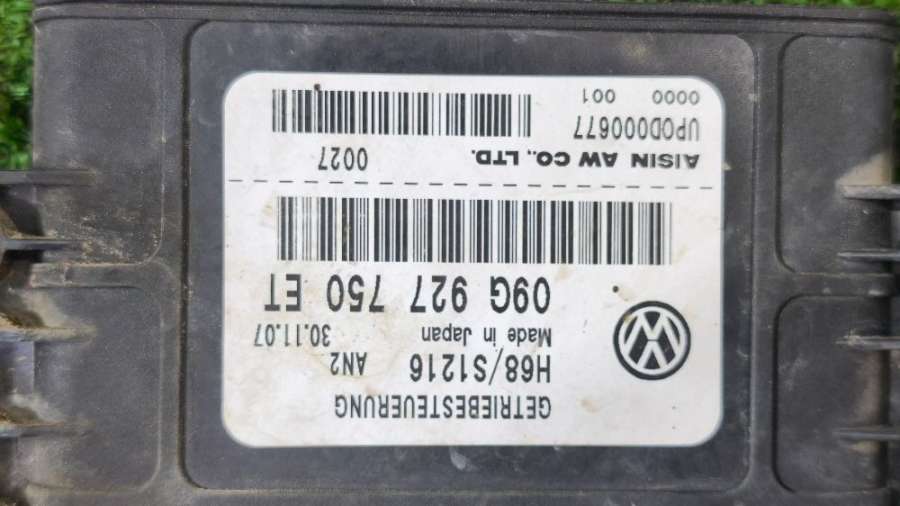 GETRIEBESTEUERUNG
H68/S1216 AN2
Made in Japan 30.11.07
09G 927 750 ET
AISIN AW CO., LTD. 0027
UPOD000677
0000 001